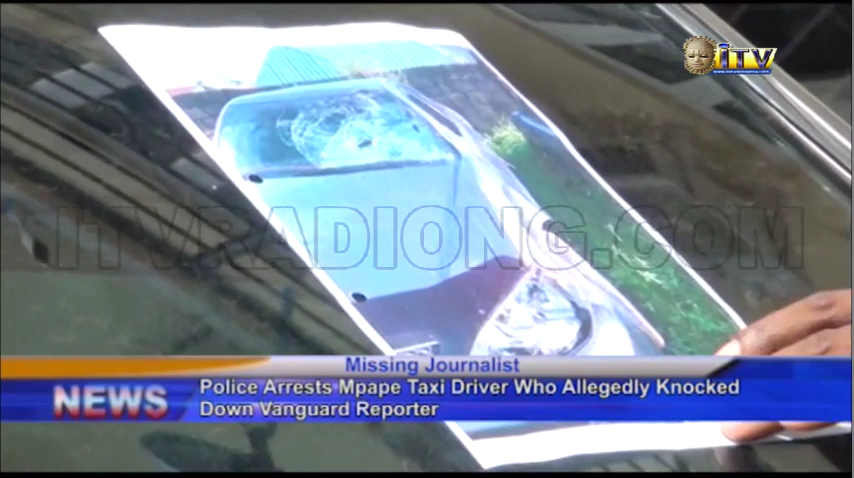 iTV
ITVRADIONG.COM
Missing Journalist
NEWS
Police Arrests Mpape Taxi Driver Who Allegedly Knocked
Down Vanguard Reporter